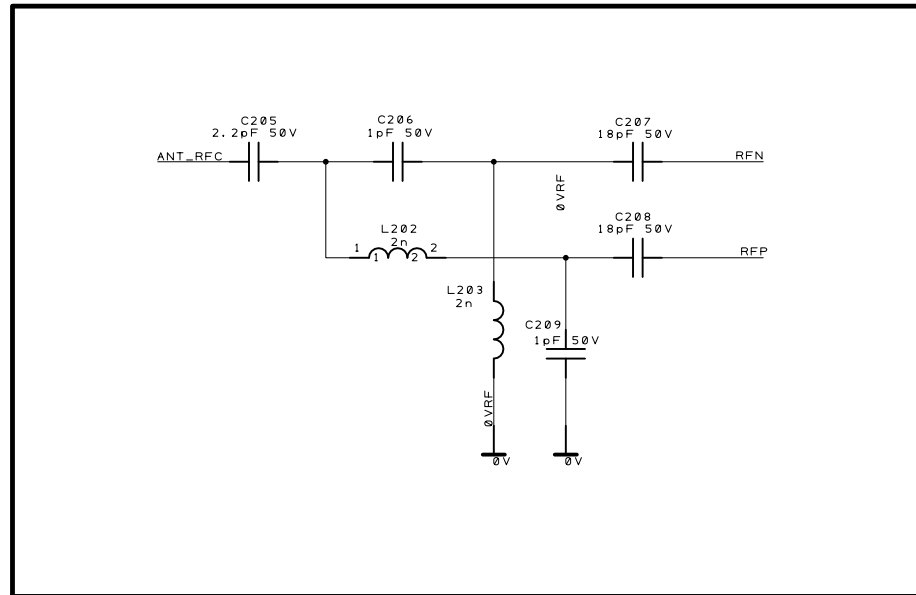 C205
2.2pF 50V
C206
1pF 50V
C207
18pF 50V
ANT_RFC
RFN
0VRF
C208
18pF 50V
L202
2n
1
1
2
2
RFP
L203
2n
C209
1pF 50V
0VRF
0V
0V